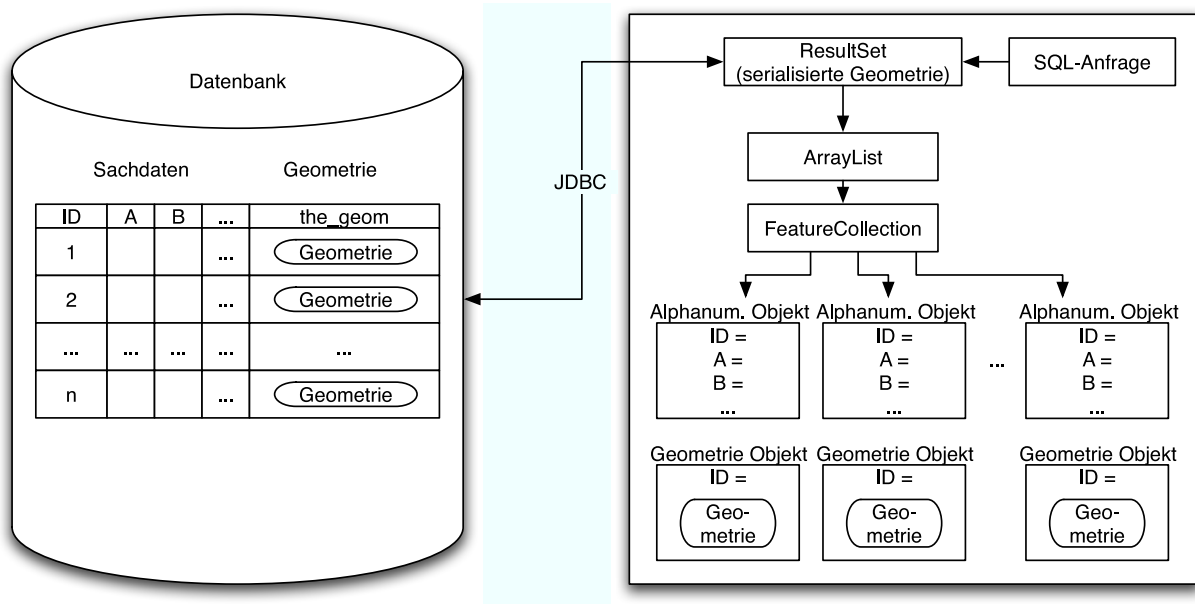 Datenbank
Sachdaten Geometrie
ID A B ... the_geom
1 ... Geometrie
2 ... Geometrie
... ... ... ... ...
n ... Geometrie
JDBC
ResultSet
(serialisierte Geometrie)
SQL-Anfrage
ArrayList
FeatureCollection
Alphanum. Objekt
ID =
A =
B =
...
Alphanum. Objekt
ID =
A =
B =
...
...
Alphanum. Objekt
ID =
A =
B =
...
Geometrie Objekt
ID =
Geo-
metrie
Geometrie Objekt
ID =
Geo-
metrie
Geometrie Objekt
ID =
Geo-
metrie